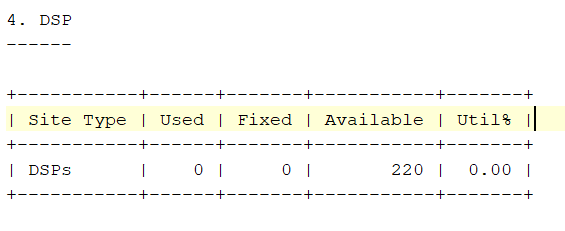 4. DSP
------
+-----------+------+-------+-----------+-------+
| Site Type | Used | Fixed | Available | Util% |
+-----------+------+-------+-----------+-------+
| DSPs      |    0 |     0 |       220 |  0.00 |
+-----------+------+-------+-----------+-------+